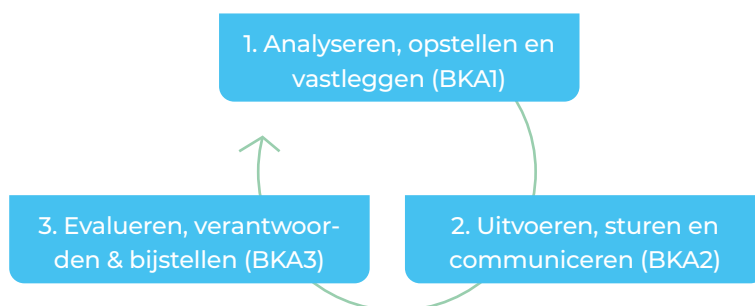 1. Analyseren, opstellen en
vastleggen (BKA1)
3. Evalueren, verantwoor-
den & bijstellen (BKA3)
2. Uitvoeren, sturen en
communiceren (BKA2)